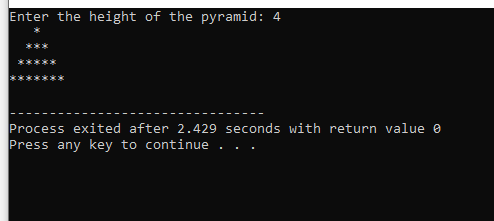 Enter the height of the pyramid: 4
   *
  ***
 *****
*******
--------------------------------
Process exited after 2.429 seconds with return value 0
Press any key to continue . . .